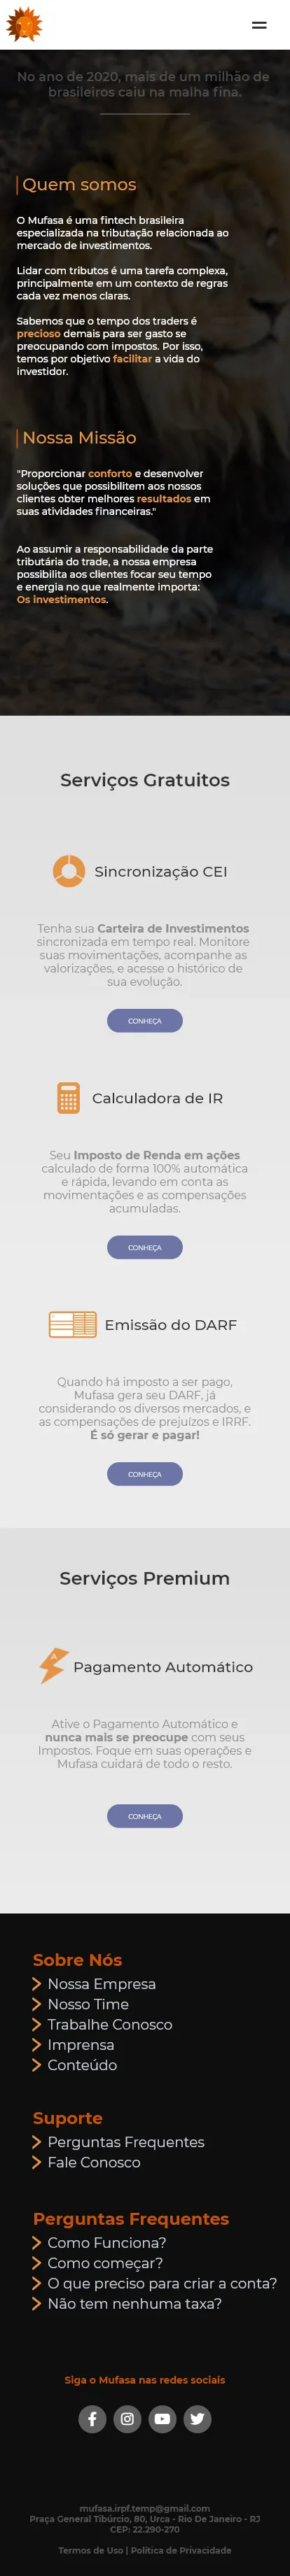 No ano de 2020, mais de um milhão de
brasileiros caiu na malha fina.
Quem somos
O Mufasa é uma fintech brasileira
especializada na tributação relacionada ao
mercado de investimentos.
Lidar com tributos é uma tarefa complexa,
principalmente em um contexto de regras
cada vez menos claras.
Sabemos que o tempo dos traders é
precioso demais para ser gasto se
preocupando com impostos. Por isso,
temos por objetivo facilitar a vida do
investidor.
Nossa Missão
"Proporcionar conforto e desenvolver
soluções que possibilitem aos nossos
clientes obter melhores resultados em
suas atividades financeiras."
Ao assumir a responsabilidade da parte
tributária do trade, a nossa empresa
possibilita aos clientes focar seu tempo
e energia no que realmente importa:
Os investimentos.
Serviços Gratuitos
Sincronização CEI
Tenha sua Carteira de Investimentos
sincronizada em tempo real. Monitore
suas movimentações, acompanhe as
valorizações, e acesse o histórico de
sua evolução.
CONHEÇA
Calculadora de IR
Seu Imposto de Renda em ações
calculado de forma 100% automática
e rápida, levando em conta as
movimentações e as compensações
acumuladas.
CONHEÇA
Emissão do DARF
Quando há imposto a ser pago,
Mufasa gera seu DARF, já
considerando os diversos mercados, e
as compensações de prejuízos e IRRF.
É só gerar e pagar!
CONHEÇA
Serviços Premium
Pagamento Automático
Ative o Pagamento Automático e
nunca mais se preocupe com seus
Impostos. Foque em suas operações e
Mufasa cuidará de todo o resto.
CONHEÇA
Sobre Nós
Nossa Empresa
Nosso Time
Trabalhe Conosco
Imprensa
Conteúdo
Suporte
Perguntas Frequentes
Fale Conosco
Perguntas Frequentes
Como Funciona?
Como começar?
O que preciso para criar a conta?
Não tem nenhuma taxa?
Siga o Mufasa nas redes sociais
mufasa.irpf.temp@gmail.com
Praça General Tibúrcio, 80, Urca - Rio De Janeiro - RJ
CEP: 22.290-270
Termos de Uso | Política de Privacidade